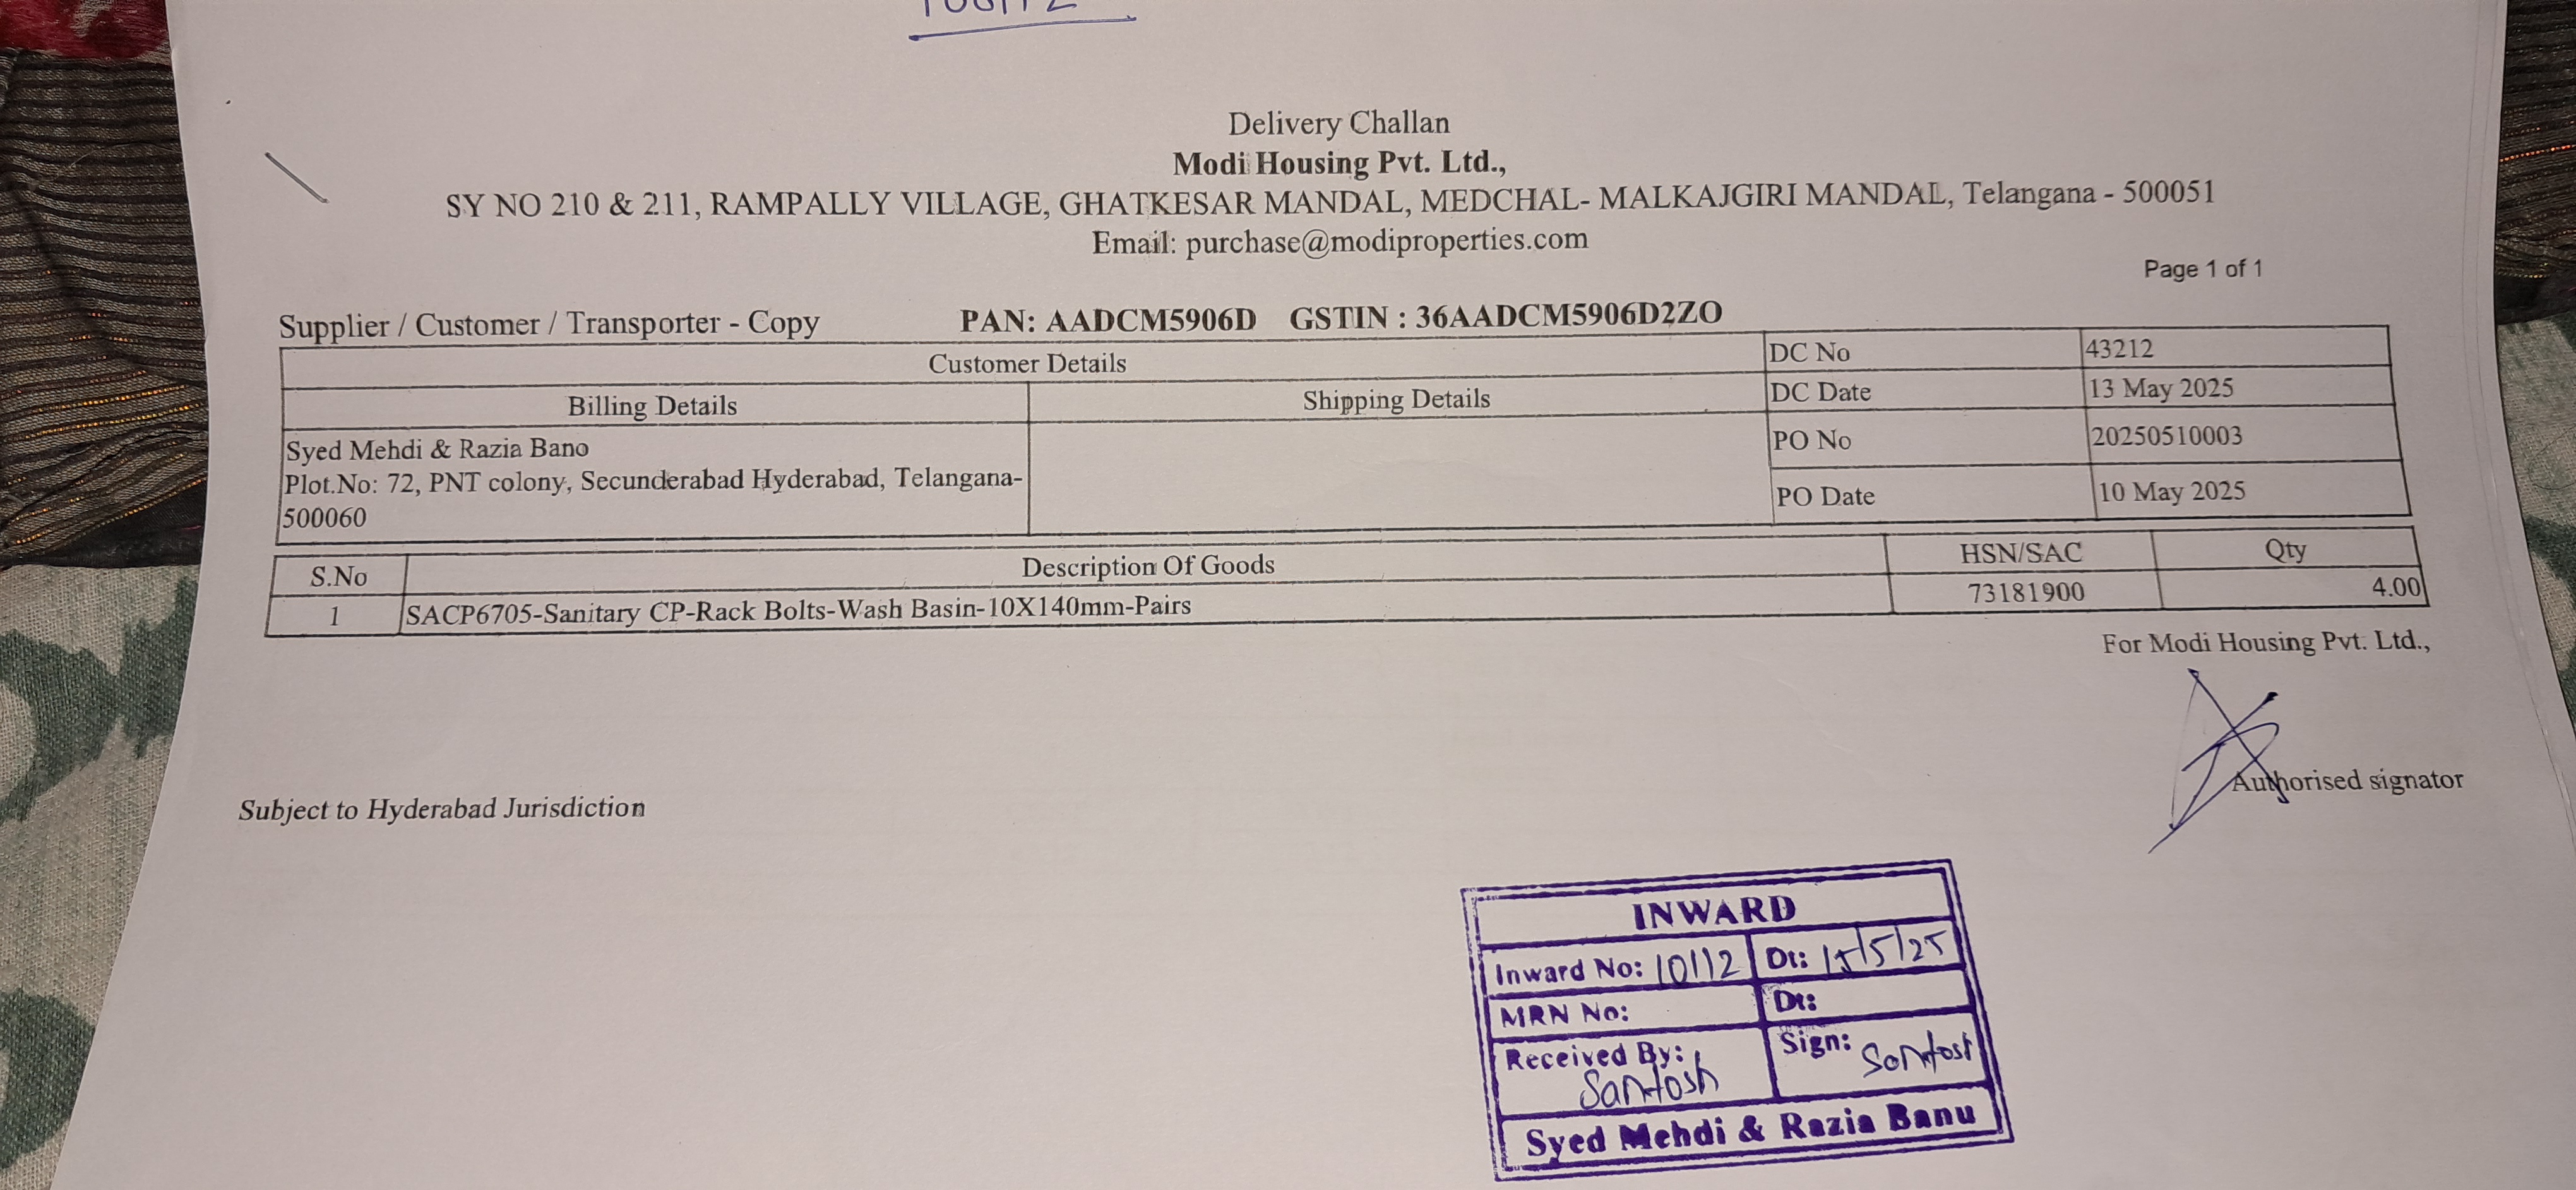 Delivery Challan
Modi Housing Pvt. Ltd.,
SY NO 210 & 211, RAMPALLY VILLAGE, GHATKESAR MANDAL, MEDCHAL- MALKAJGIRI MANDAL, Telangana - 500051
Email: purchase@modiproperties.com
Page 1 of 1
Supplier / Customer / Transporter - Copy PAN: AADCM5906D GSTIN : 36AADCM5906D2ZO
Customer Details DC No 43212
Billing Details Shipping Details DC Date 13 May 2025
Syed Mehdi & Razia Bano PO No 20250510003
Plot.No: 72, PNT colony, Secunderabad Hyderabad, Telangana-
500060 PO Date 10 May 2025
S.No Description Of Goods HSN/SAC Qty
1 SACP6705-Sanitary CP-Rack Bolts-Wash Basin-10X140mm-Pairs 73181900 4.00
For Modi Housing Pvt. Ltd.,
Authorised signator
Subject to Hyderabad Jurisdiction
INWARD
Inward No: 10112 Dt: 15/5/25
MRN No: Dt:
Received By: Santosh Sign: Santosh
Syed Mehdi & Razia Banu